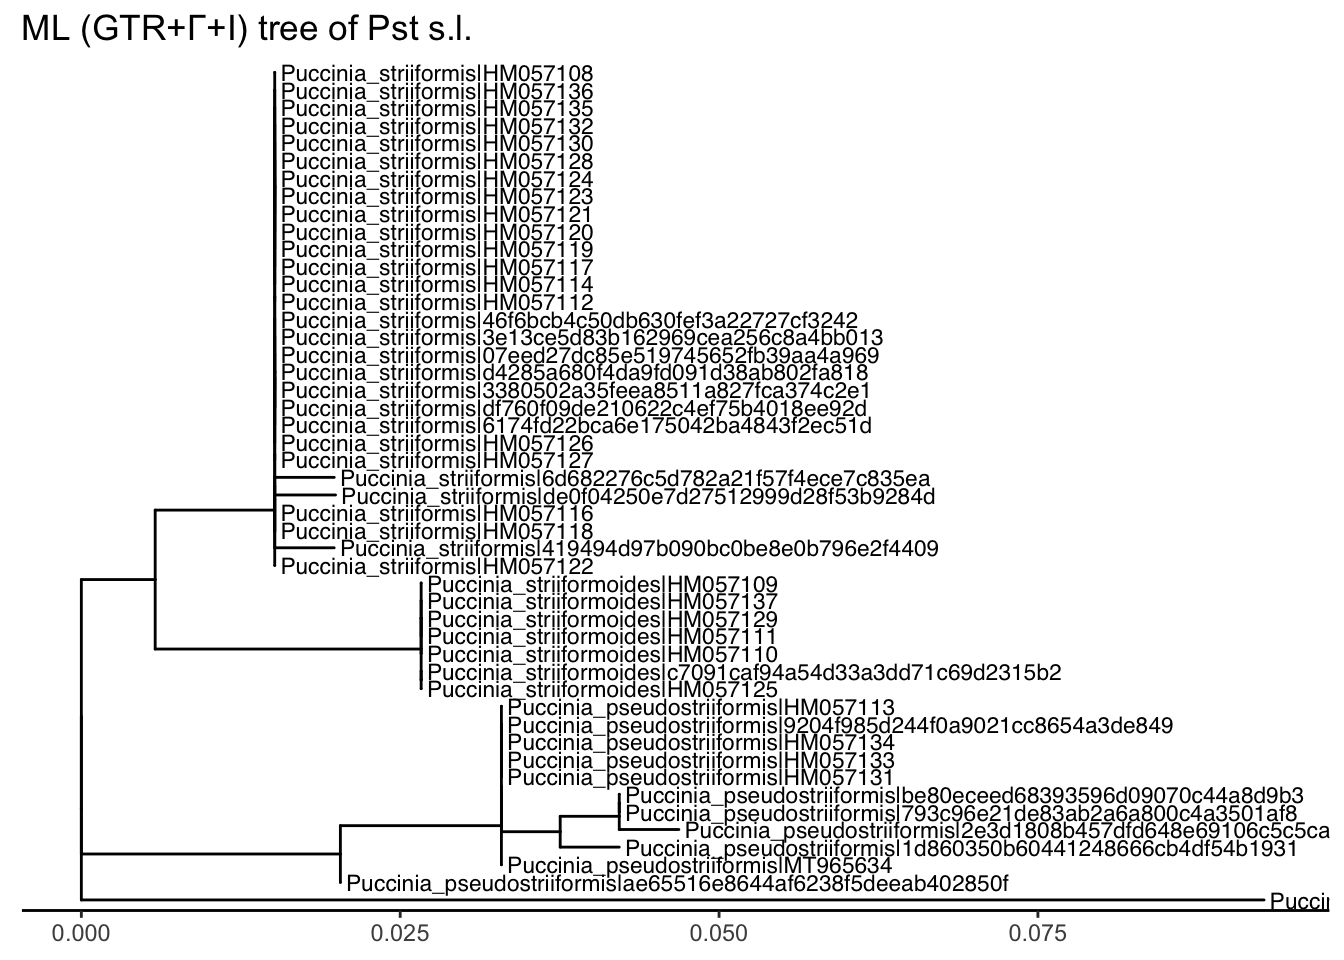 ML (GTR+Γ+I) tree of Pst s.l.
Puccinia_striiformis|HM057108
Puccinia_striiformis|HM057136
Puccinia_striiformis|HM057135
Puccinia_striiformis|HM057132
Puccinia_striiformis|HM057130
Puccinia_striiformis|HM057128
Puccinia_striiformis|HM057124
Puccinia_striiformis|HM057123
Puccinia_striiformis|HM057121
Puccinia_striiformis|HM057120
Puccinia_striiformis|HM057119
Puccinia_striiformis|HM057117
Puccinia_striiformis|HM057114
Puccinia_striiformis|HM057112
Puccinia_striiformis|46f6bcb4c50db630fef3a22727cf3242
Puccinia_striiformis|3e13ce5d83b162969cea256c8a4bb013
Puccinia_striiformis|07eed27dc85e519745652fb39aa4a969
Puccinia_striiformis|d4285a680f4da9fd091d38ab802fa818
Puccinia_striiformis|3380502a35feea8511a827fca374c2e1
Puccinia_striiformis|df760f09de210622c4ef75b4018ee92d
Puccinia_striiformis|6174fd22bca6e175042ba4843f2ec51d
Puccinia_striiformis|HM057126
Puccinia_striiformis|HM057127
Puccinia_striiformis|6d682276c5d782a21f57f4ece7c835ea
Puccinia_striiformis|de0f04250e7d27512999d28f53b9284d
Puccinia_striiformis|HM057116
Puccinia_striiformis|HM057118
Puccinia_striiformis|419494d97b090bc0be8e0b796e2f4409
Puccinia_striiformis|HM057122
Puccinia_striiformoides|HM057109
Puccinia_striiformoides|HM057137
Puccinia_striiformoides|HM057129
Puccinia_striiformoides|HM057111
Puccinia_striiformoides|HM057110
Puccinia_striiformoides|c7091caf94a54d33a3dd71c69d2315b2
Puccinia_striiformoides|HM057125
Puccinia_pseudostriiformis|HM057113
Puccinia_pseudostriiformis|9204f985d244f0a9021cc8654a3de849
Puccinia_pseudostriiformis|HM057134
Puccinia_pseudostriiformis|HM057133
Puccinia_pseudostriiformis|HM057131
Puccinia_pseudostriiformis|be80eceed68393596d09070c44a8d9b3
Puccinia_pseudostriiformis|793c96e21de83ab2a6a800c4a3501af8
Puccinia_pseudostriiformis|2e3d1808b457dfd648e69106c5c5ca
Puccinia_pseudostriiformis|1d860350b60441248666cb4df54b1931
Puccinia_pseudostriiformis|MT965634
Puccinia_pseudostriiformis|ae65516e8644af6238f5deeab402850f
0.000 0.025 0.050 0.075